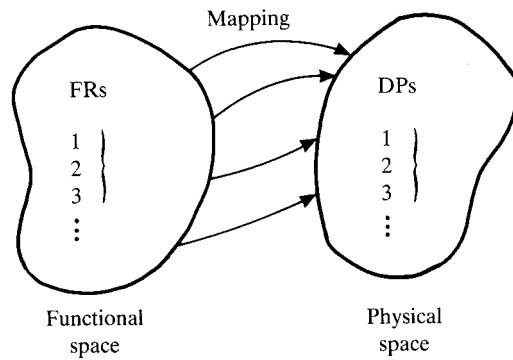 Mapping
FRs
1
2
3
⋮
DPs
1
2
3
⋮
Functional
space
Physical
space